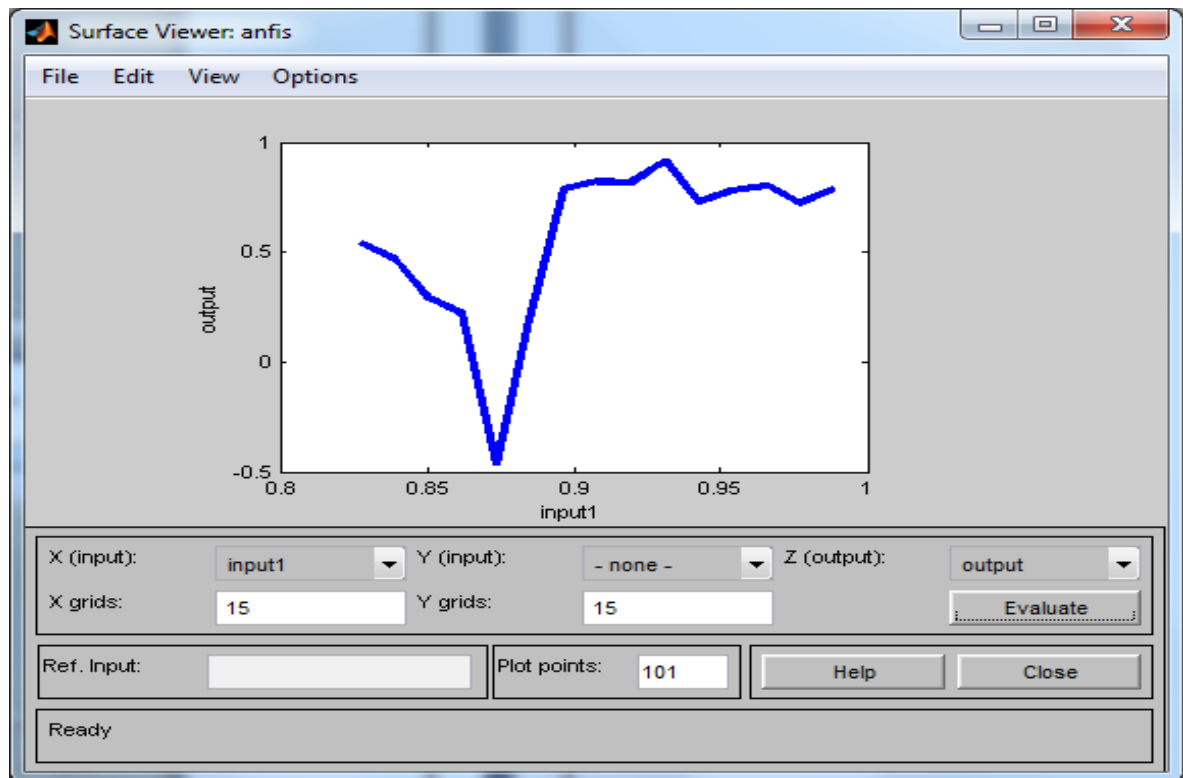 Surface Viewer: anfis
File Edit View Options
1
0.5
0
-0.5
output
0.8 0.85 0.9 0.95 1
input1
X (input): input1 Y (input): - none - Z (output): output
X grids: 15 Y grids: 15 Evaluate
Ref. Input: Plot points: 101 Help Close
Ready